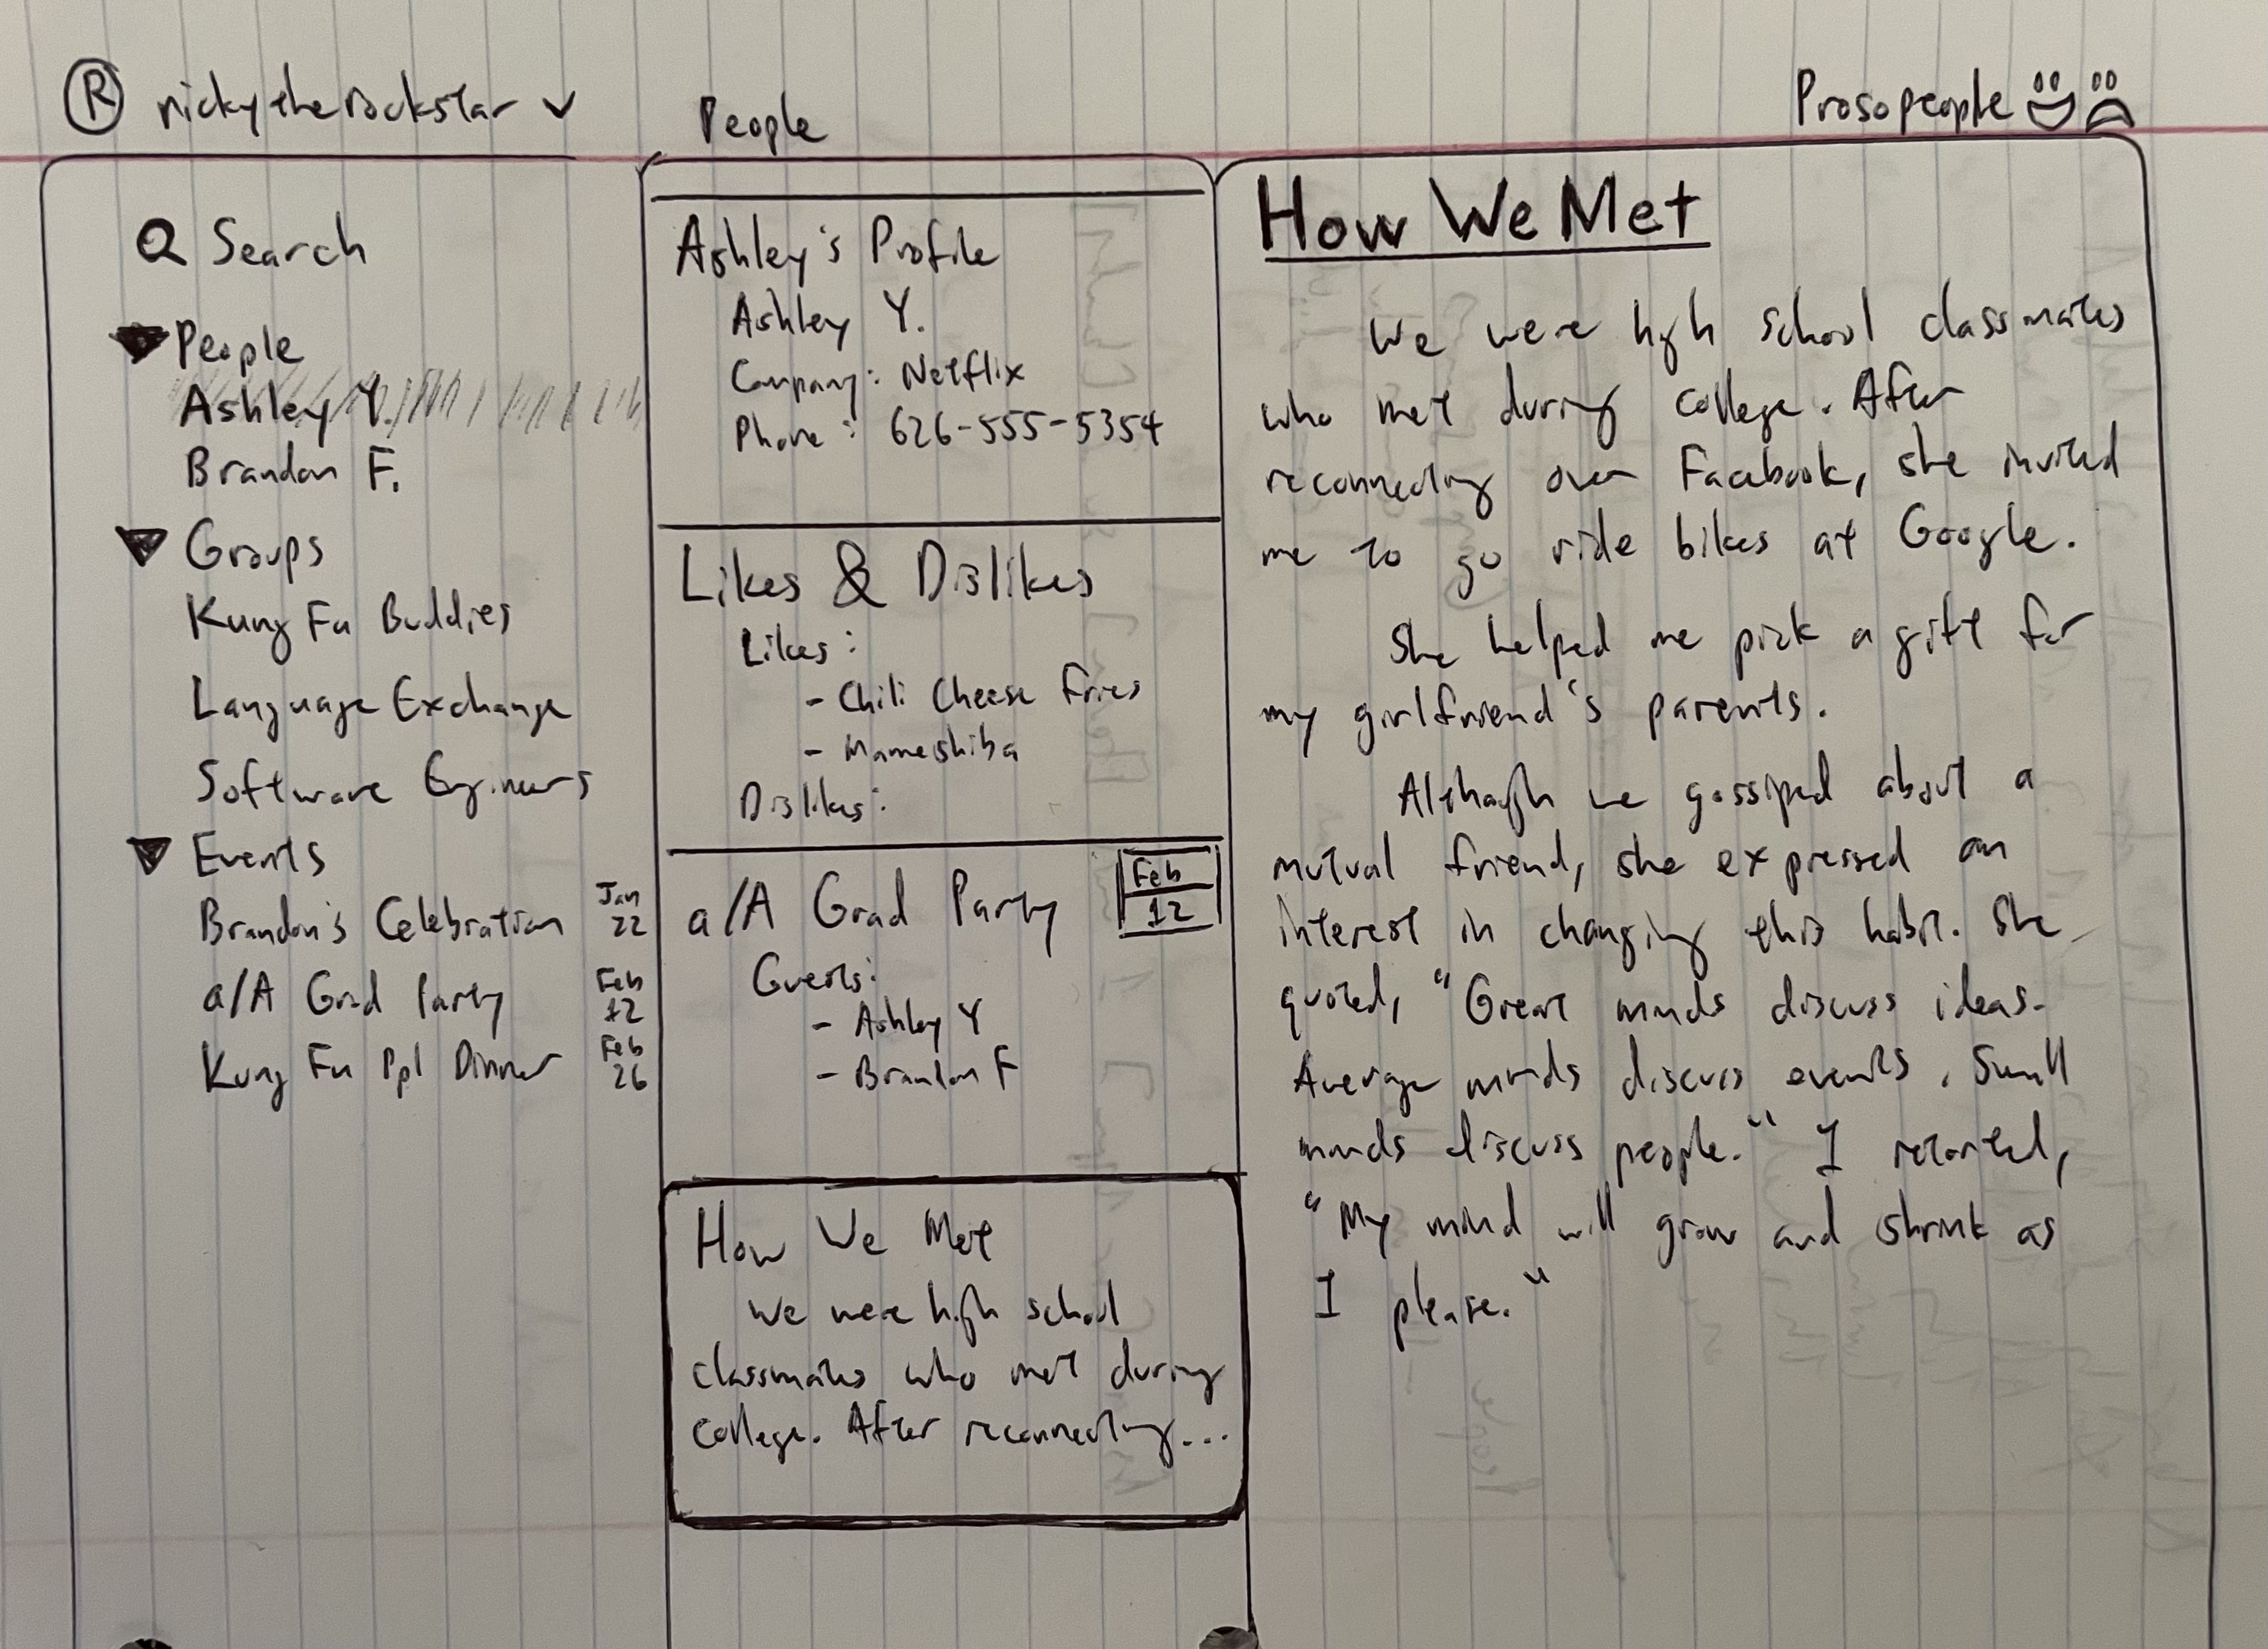 R nickytherockstar
People
Prosopeople
Search
People
Ashley Y.
Brandon F.
Groups
Kung Fu Buddies
Language Exchange
Software Engineers
Events
Brandon's Celebration Jan 22
a/A Grad Party Feb 12
Kung Fu Ppl Dinner Feb 26
Ashley's Profile
Ashley Y.
Company: Netflix
Phone: 626-555-5354
Likes & Dislikes
Likes:
- Chili Cheese Fries
- Mameshiba
Dislikes:
a/A Grad Party Feb 12
Guests:
- Ashley Y
- Brandon F
How We Met
We were high school
classmates who met during
college. After reconnecting...
How We Met
We were high school classmates
who met during college. After
reconnecting over Facebook, she invited
me to go ride bikes at Google.
She helped me pick a gift for
my girlfriend's parents.
Although we gossiped about a
mutual friend, she expressed an
interest in changing this habit. She
quoted, "Great minds discuss ideas.
Average minds discuss events. Small
minds discuss people." I retorted,
"My mind will grow and shrink as
I please."